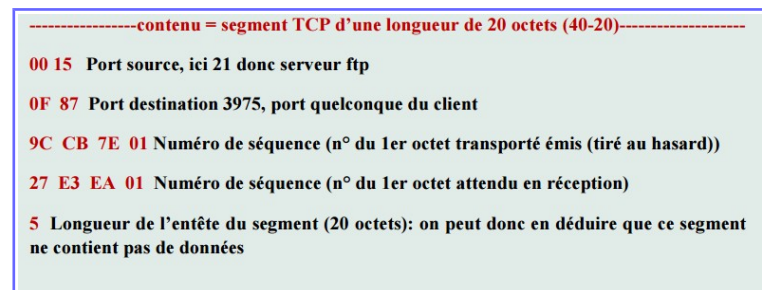 -----------------contenu = segment TCP d’une longueur de 20 octets (40-20)--------------------
00 15 Port source, ici 21 donc serveur ftp
0F 87 Port destination 3975, port quelconque du client
9C CB 7E 01 Numéro de séquence (n° du 1er octet transporté émis (tiré au hasard))
27 E3 EA 01 Numéro de séquence (n° du 1er octet attendu en réception)
5 Longueur de l’entête du segment (20 octets): on peut donc en déduire que ce segment
ne contient pas de données